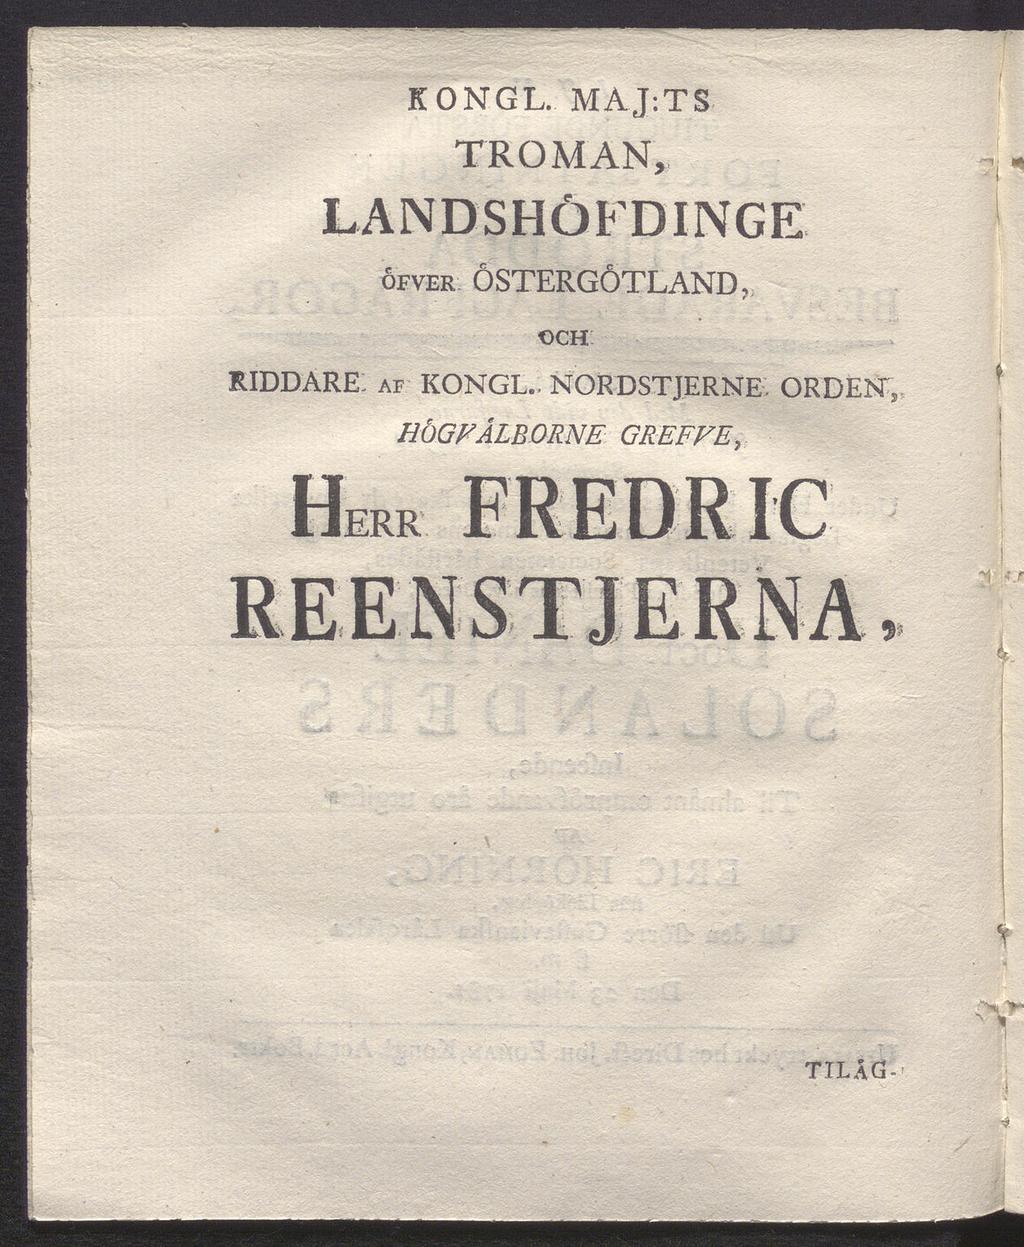 KONGL. MAJ:TS
TROMAN,
LANDSHÖFDINGE
ÖFVER ÖSTERGÖTLAND,
OCH
RIDDARE AF KONGL. NORDSTJERNE ORDEN,
HÖGVÄLBORNE GREFVE,
HERR FREDRIC
REENSTJERNA,
TILÄG-